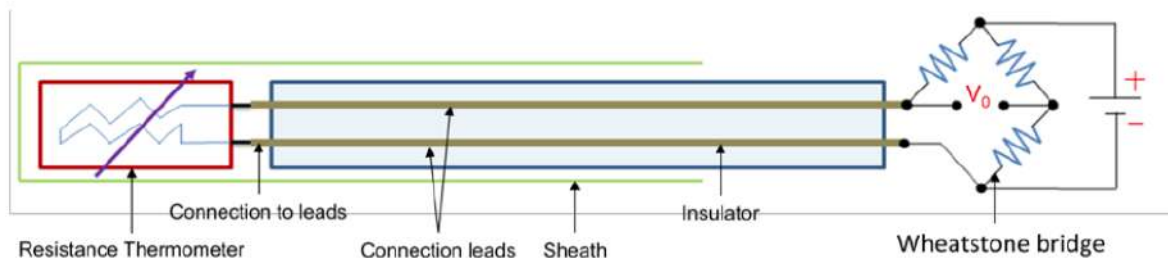 V0
+
−
Connection to leads
Insulator
Resistance Thermometer
Connection leads
Sheath
Wheatstone bridge